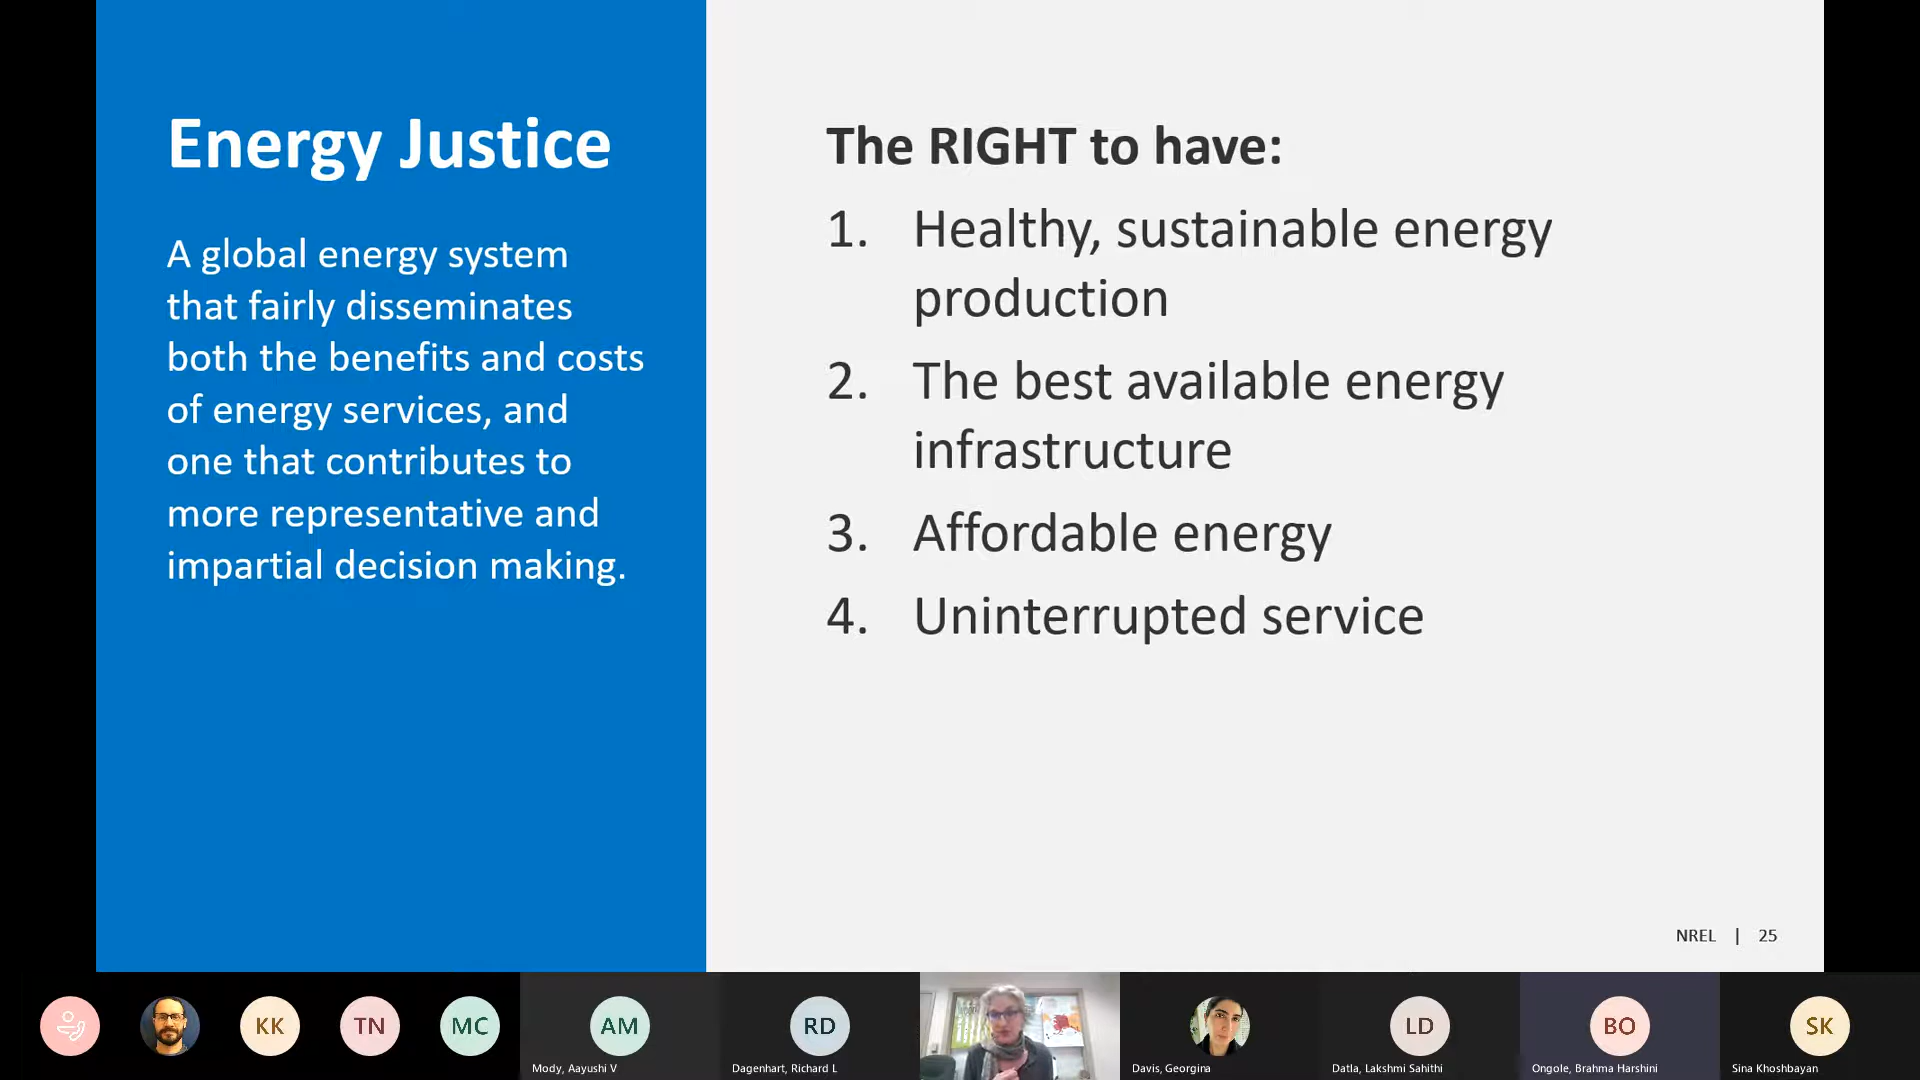 Energy Justice
A global energy system
that fairly disseminates
both the benefits and costs
of energy services, and
one that contributes to
more representative and
impartial decision making.
The RIGHT to have:
1. Healthy, sustainable energy
production
2. The best available energy
infrastructure
3. Affordable energy
4. Uninterrupted service
NREL | 25
KK
TN
MC
AM
Mody, Aayushi V
RD
Dagenhart, Richard L
Davis, Georgina
LD
Datla, Lakshmi Sahithi
BO
Ongole, Brahma Harshini
SK
Sina Khoshbayan